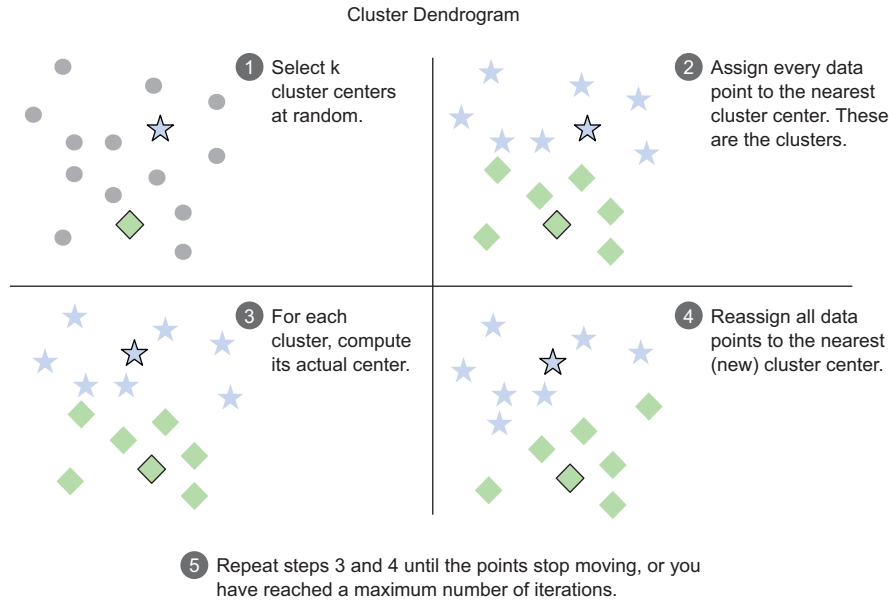 Cluster Dendrogram
1 Select k
cluster centers
at random.
2 Assign every data
point to the nearest
cluster center. These
are the clusters.
3 For each
cluster, compute
its actual center.
4 Reassign all data
points to the nearest
(new) cluster center.
5 Repeat steps 3 and 4 until the points stop moving, or you
have reached a maximum number of iterations.